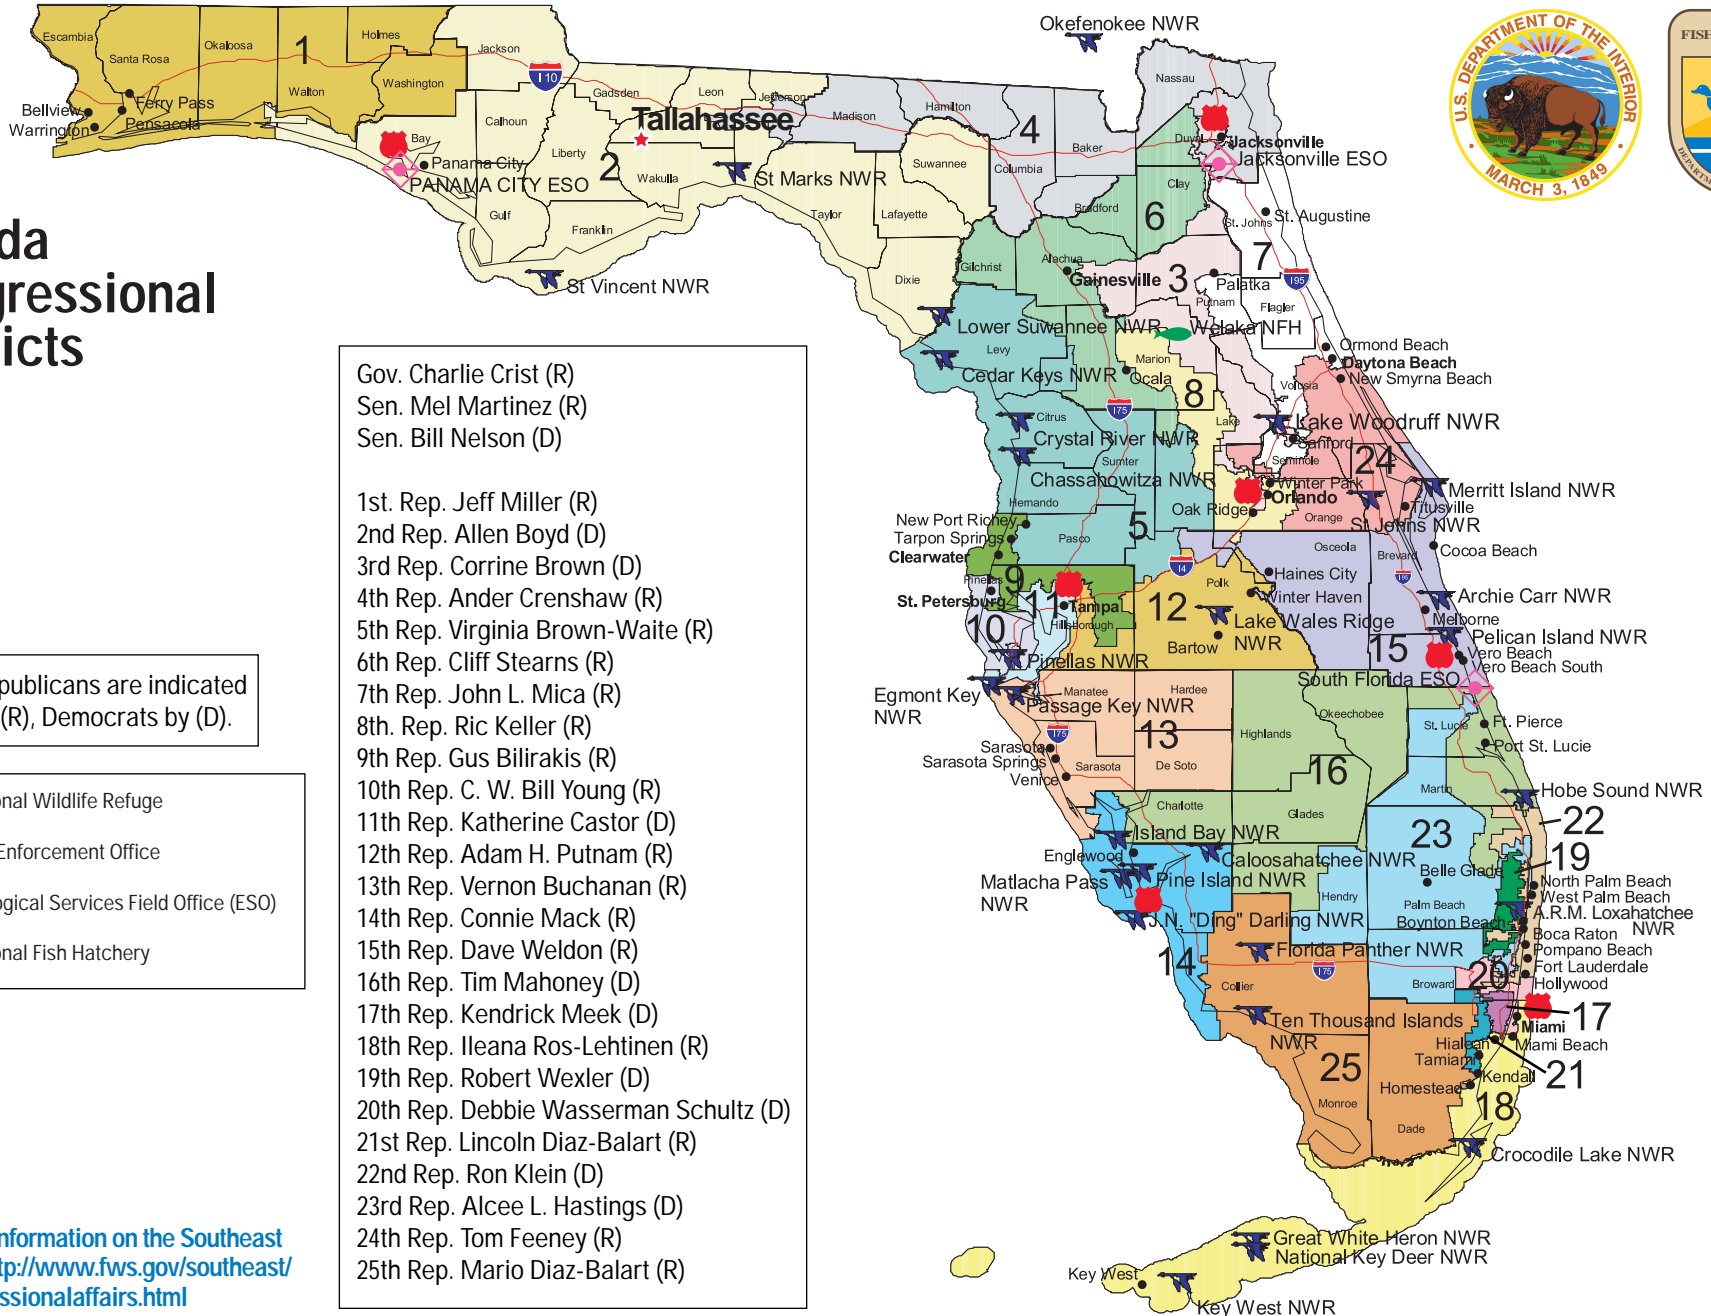 da
gressional
icts
publicans are indicated
(R), Democrats by (D).
onal Wildlife Refuge
Enforcement Office
ogical Services Field Office (ESO)
onal Fish Hatchery
nformation on the Southeast
tp://www.fws.gov/southeast/
ssionalaffairs.html
Gov. Charlie Crist (R)
Sen. Mel Martinez (R)
Sen. Bill Nelson (D)
1st. Rep. Jeff Miller (R)
2nd Rep. Allen Boyd (D)
3rd Rep. Corrine Brown (D)
4th Rep. Ander Crenshaw (R)
5th Rep. Virginia Brown-Waite (R)
6th Rep. Cliff Stearns (R)
7th Rep. John L. Mica (R)
8th. Rep. Ric Keller (R)
9th Rep. Gus Bilirakis (R)
10th Rep. C. W. Bill Young (R)
11th Rep. Katherine Castor (D)
12th Rep. Adam H. Putnam (R)
13th Rep. Vernon Buchanan (R)
14th Rep. Connie Mack (R)
15th Rep. Dave Weldon (R)
16th Rep. Tim Mahoney (D)
17th Rep. Kendrick Meek (D)
18th Rep. Ileana Ros-Lehtinen (R)
19th Rep. Robert Wexler (D)
20th Rep. Debbie Wasserman Schultz (D)
21st Rep. Lincoln Diaz-Balart (R)
22nd Rep. Ron Klein (D)
23rd Rep. Alcee L. Hastings (D)
24th Rep. Tom Feeney (R)
25th Rep. Mario Diaz-Balart (R)
U.S. DEPARTMENT OF THE INTERIOR
MARCH 3, 1849
FISH
DEPARTM
Escambia
Santa Rosa
Okaloosa
1
Holmes
Washington
Walton
Bellview
Warrington
Ferry Pass
Pensacola
Jackson
I 10
Bay
Calhoun
Panama City
PANAMA CITY ESO
Gulf
Gadsden
Leon
Jefferson
Tallahassee
Liberty
2
Wakulla
St Marks NWR
Franklin
St Vincent NWR
Madison
Taylor
Lafayette
Suwannee
Dixie
Okefenokee NWR
Hamilton
4
Columbia
Baker
Nassau
Duval
Jacksonville
Jacksonville ESO
Clay
Bradford
6
St. Johns
St. Augustine
7
Gilchrist
Alachua
Gainesville
3
Palatka
Putnam
Flagler
I95
Lower Suwannee NWR
Welaka NFH
Levy
Marion
Cedar Keys NWR
Ocala
8
Ormond Beach
Daytona Beach
New Smyrna Beach
Volusia
I75
Citrus
Crystal River NWR
Lake
Lake Woodruff NWR
Sanford
Seminole
24
Sumter
Chassahowitza NWR
Hernando
Winter Park
Orlando
Oak Ridge
Orange
Merritt Island NWR
Titusville
St Johns NWR
New Port Richey
Tarpon Springs
Clearwater
Pasco
5
Osceola
Brevard
Cocoa Beach
I4
I95
Pinellas
9
St. Petersburg
11
Tampa
Hillsborough
10
Pinellas NWR
Polk
12
Haines City
Winter Haven
Lake Wales Ridge
NWR
Bartow
Archie Carr NWR
Melborne
Pelican Island NWR
15
Vero Beach
Vero Beach South
South Florida ESO
Egmont Key
NWR
Manatee
Passage Key NWR
Hardee
13
I75
Sarasota
Sarasota Springs
Venice
Sarasota
De Soto
Highlands
Okeechobee
16
St. Lucie
Ft. Pierce
Port St. Lucie
Charlotte
Glades
Martin
Hobe Sound NWR
22
Island Bay NWR
Englewood
Caloosahatchee NWR
23
19
Matlacha Pass
NWR
Pine Island NWR
Hendry
Belle Glade
North Palm Beach
West Palm Beach
Palm Beach
J.N. "Ding" Darling NWR
Boynton Beach
A.R.M. Loxahatchee
NWR
Boca Raton
Pompano Beach
Fort Lauderdale
Hollywood
14
Florida Panther NWR
I75
Collier
Broward
20
Ten Thousand Islands
NWR
17
Miami
Miami Beach
Hialeah
Tamiami
21
25
Kendall
Homestead
18
Monroe
Dade
Crocodile Lake NWR
Great White Heron NWR
National Key Deer NWR
Key West
Key West NWR